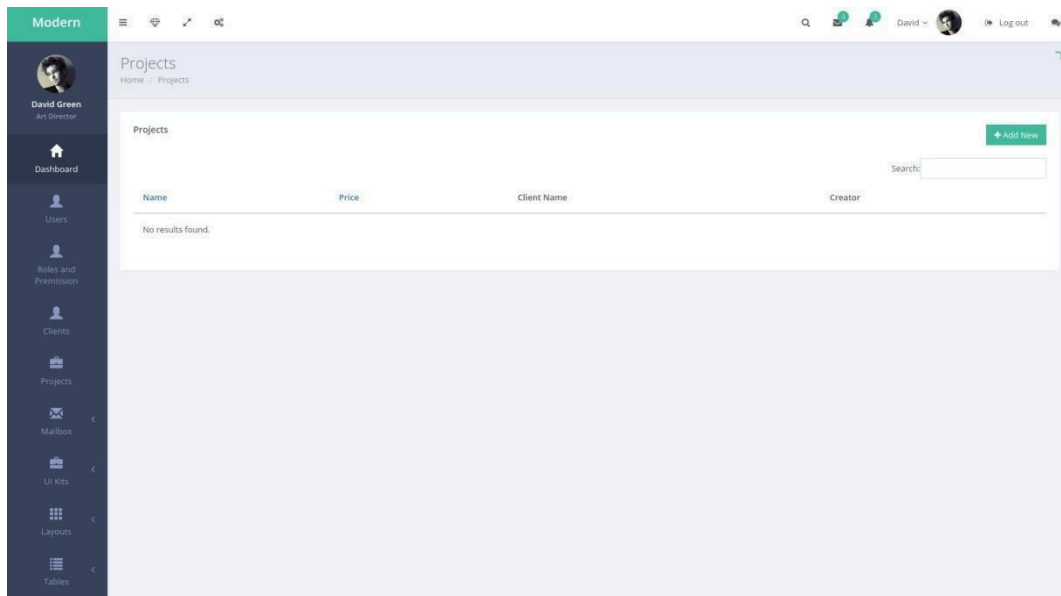 Modern
David
Log out
David Green
Art Director
Dashboard
Users
Roles and
Premission
Clients
Projects
Mailbox
UI Kits
Layouts
Tables
Projects
Home / Projects
Projects
+ Add New
Search:
Name Price Client Name Creator
No results found.